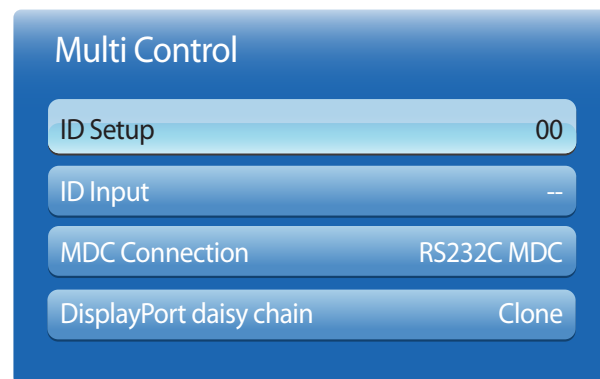 Multi Control
ID Setup 00
ID Input --
MDC Connection RS232C MDC
DisplayPort daisy chain Clone